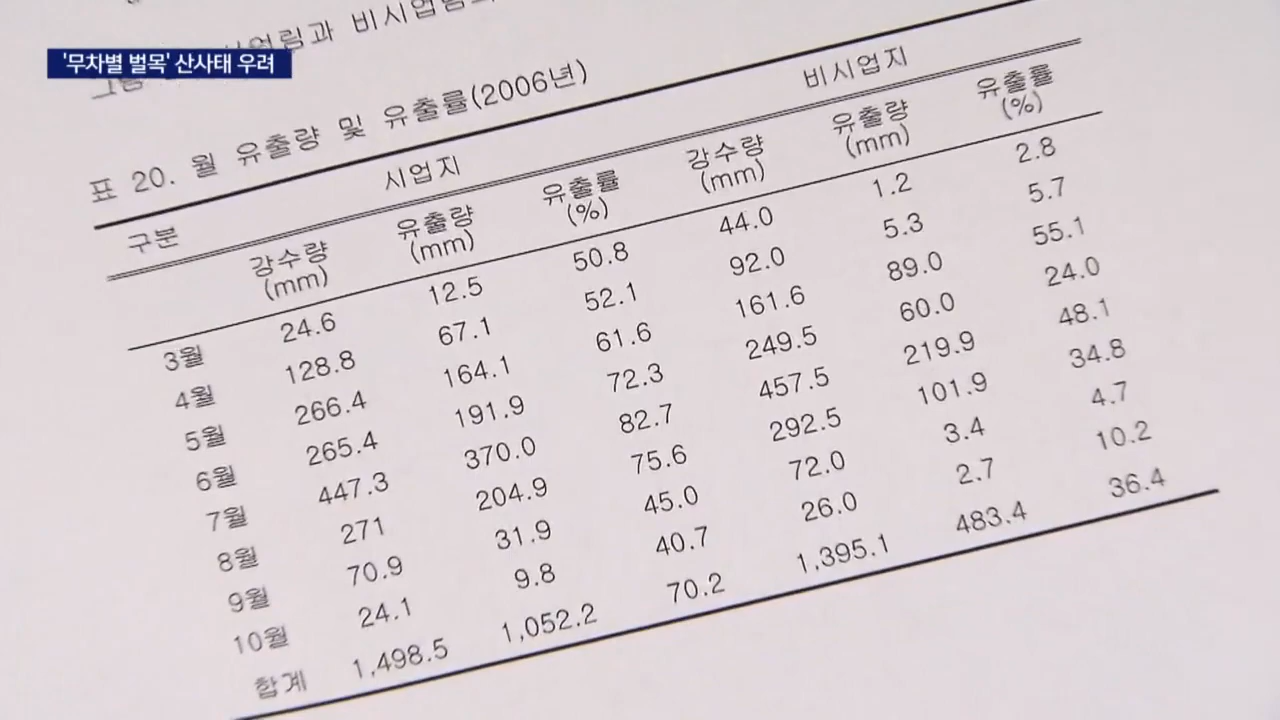 업림과 비시업림
'무차별 벌목' 산사태 우려
표 20. 월 유출량 및 유출률(2006년)
구분 시업지 비시업지
강수량 (mm) 유출량 (mm) 유출률 (%) 강수량 (mm) 유출량 (mm) 유출률 (%)
3월 24.6 12.5 50.8 44.0 1.2 2.8
4월 128.8 67.1 52.1 92.0 5.3 5.7
5월 266.4 164.1 61.6 161.6 89.0 55.1
6월 265.4 191.9 72.3 249.5 60.0 24.0
7월 447.3 370.0 82.7 457.5 219.9 48.1
8월 271 204.9 75.6 292.5 101.9 34.8
9월 70.9 31.9 45.0 72.0 3.4 4.7
10월 24.1 9.8 40.7 26.0 2.7 10.2
합계 1,498.5 1,052.2 70.2 1.395.1 483.4 36.4